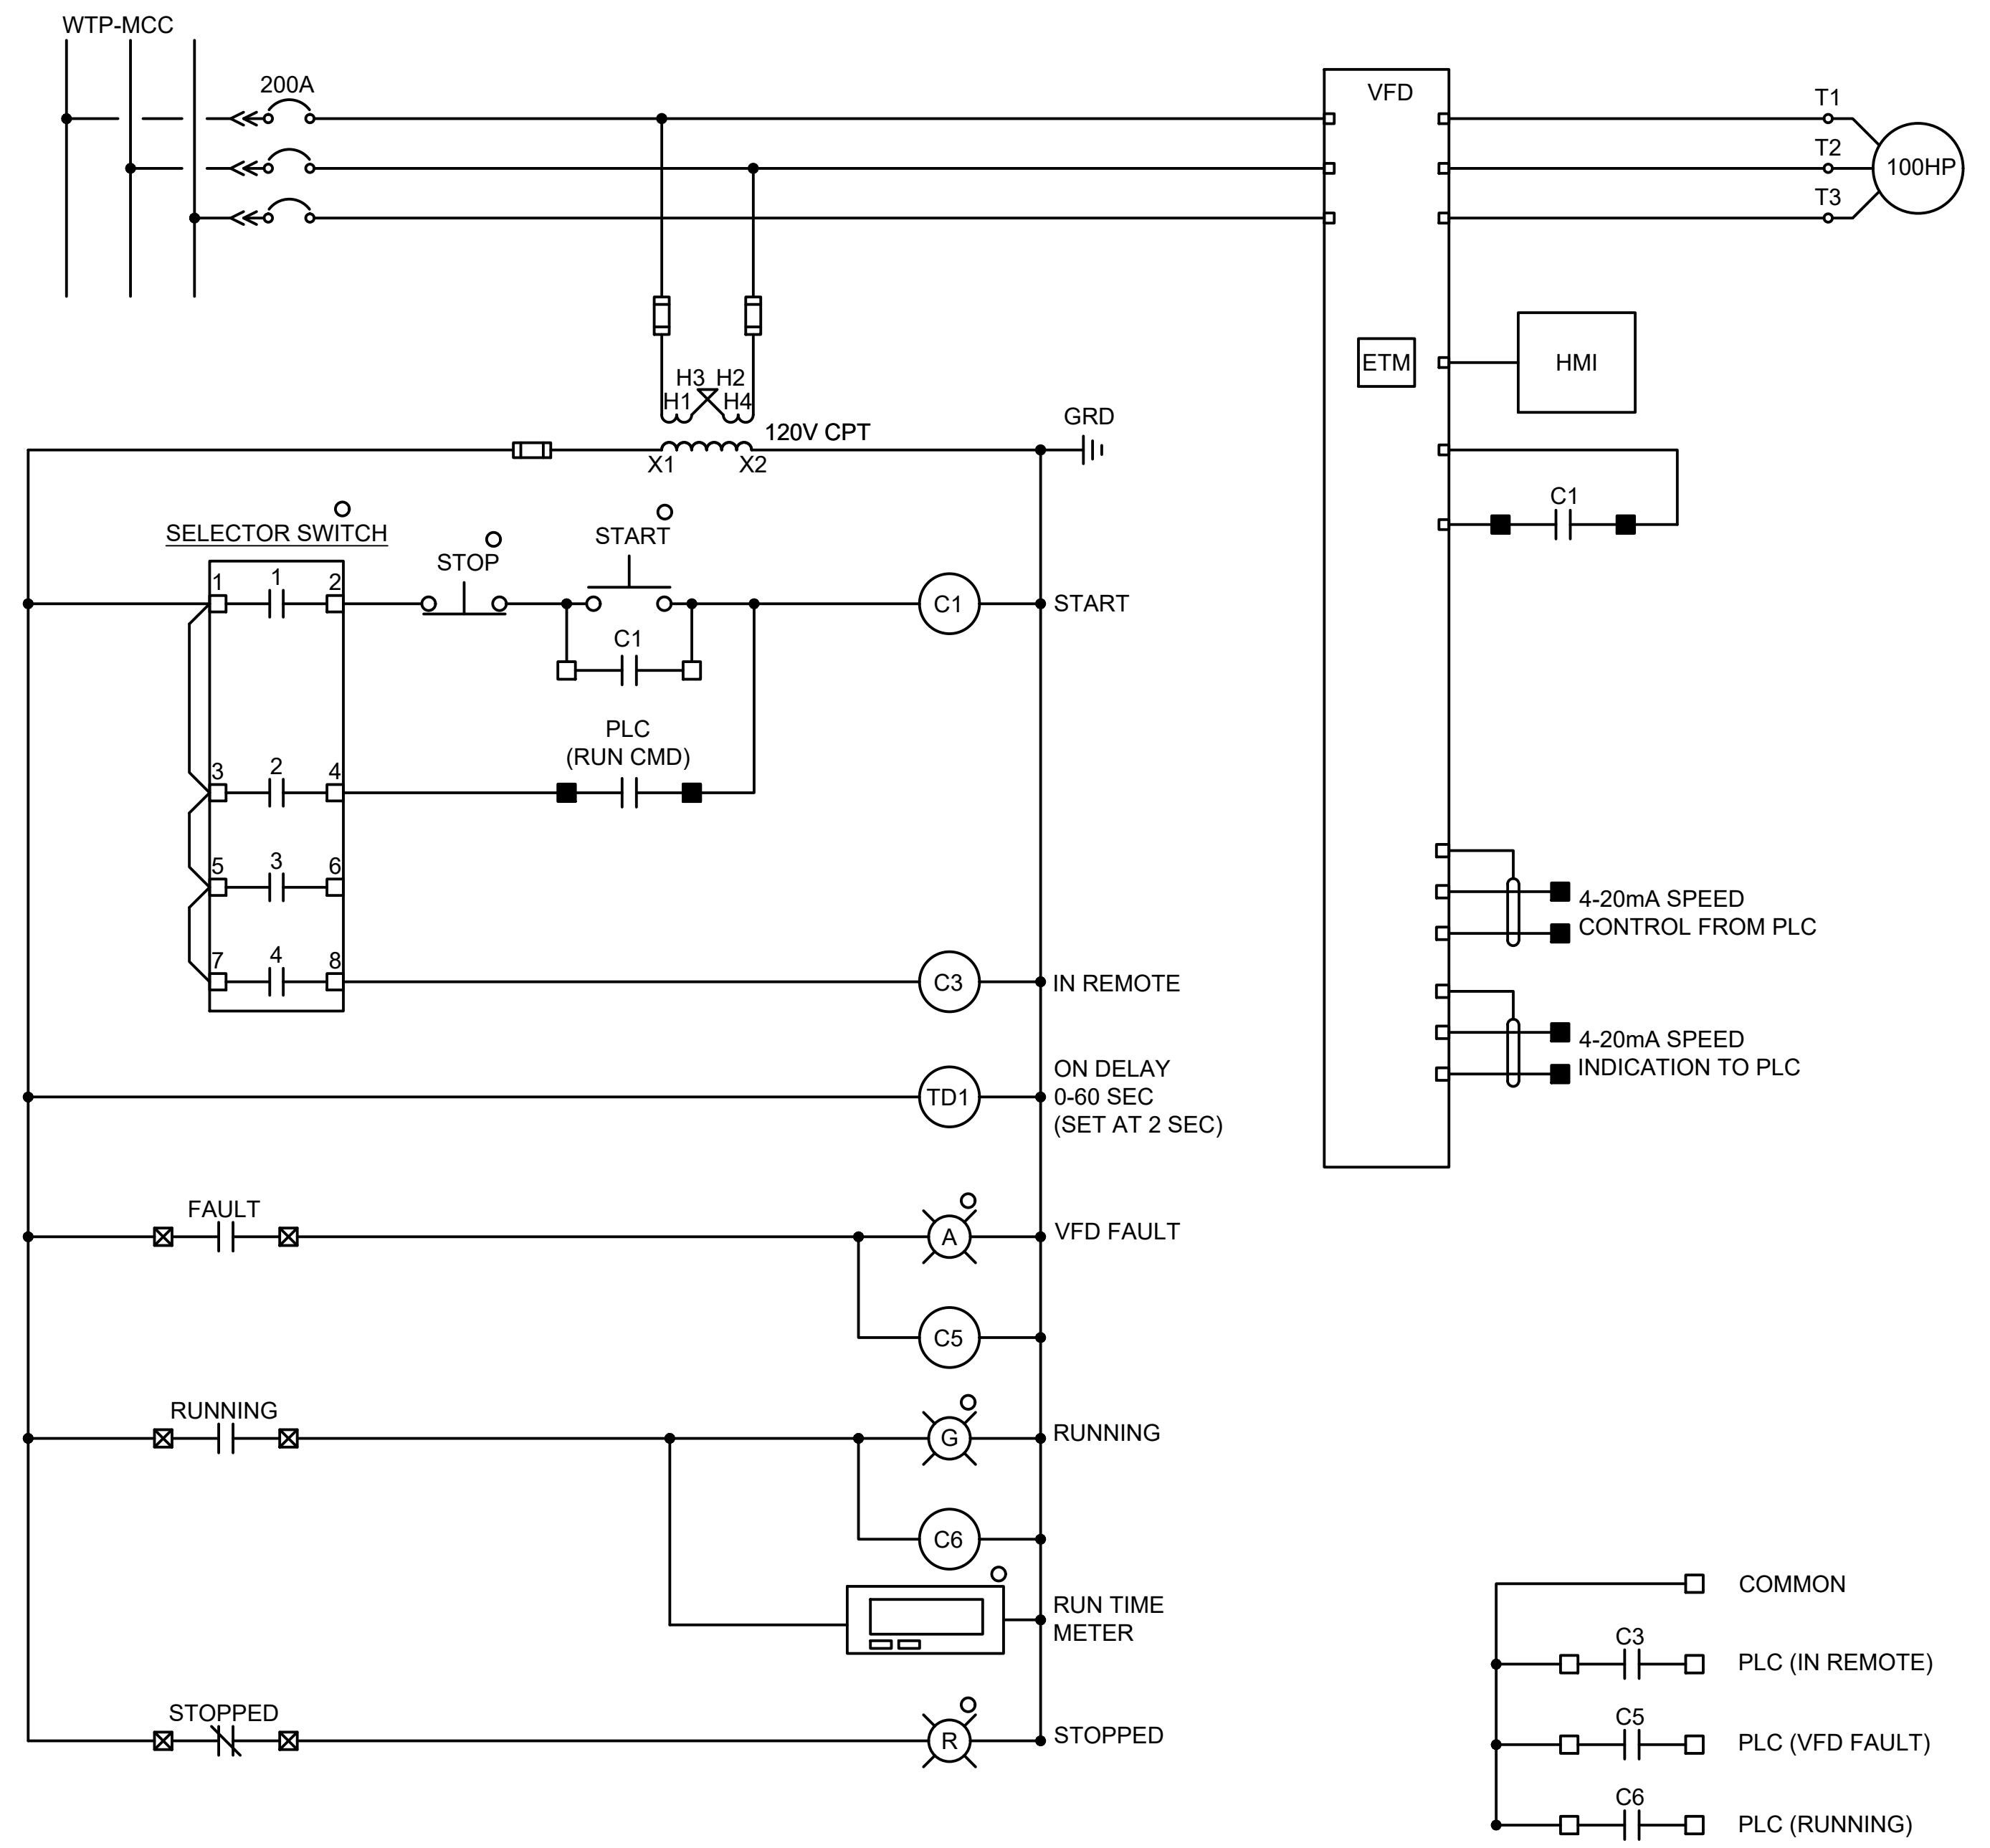 WTP-MCC
200A
VFD
T1
T2
T3
100HP
H3 H2
H1 H4
ETM
HMI
GRD
120V CPT
X1 X2
C1
SELECTOR SWITCH
STOP
START
1 1 2
C1
START
C1
PLC
(RUN CMD)
3 2 4
5 3 6
4-20mA SPEED
CONTROL FROM PLC
7 4 8
C3
IN REMOTE
4-20mA SPEED
INDICATION TO PLC
TD1
ON DELAY
0-60 SEC
(SET AT 2 SEC)
FAULT
A
VFD FAULT
C5
RUNNING
G
RUNNING
C6
RUN TIME
METER
STOPPED
R
STOPPED
COMMON
C3
PLC (IN REMOTE)
C5
PLC (VFD FAULT)
C6
PLC (RUNNING)